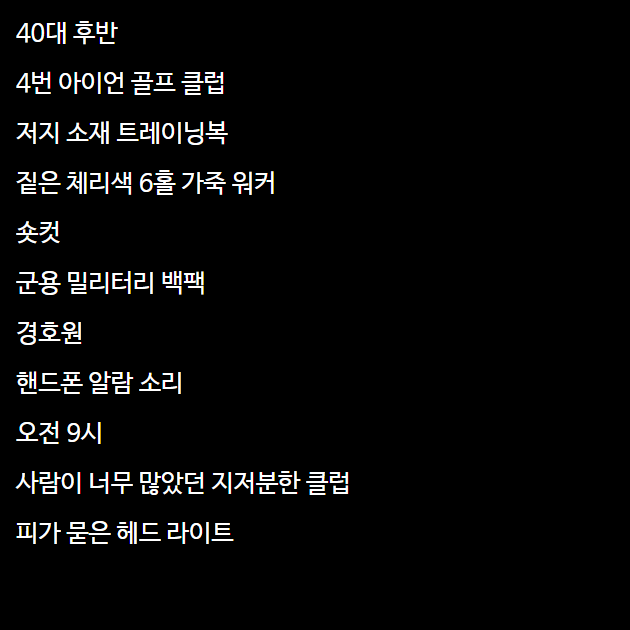 40대 후반
4번 아이언 골프 클럽
저지 소재 트레이닝복
짙은 체리색 6홀 가죽 워커
숏컷
군용 밀리터리 백팩
경호원
핸드폰 알람 소리
오전 9시
사람이 너무 많았던 지저분한 클럽
피가 묻은 헤드 라이트